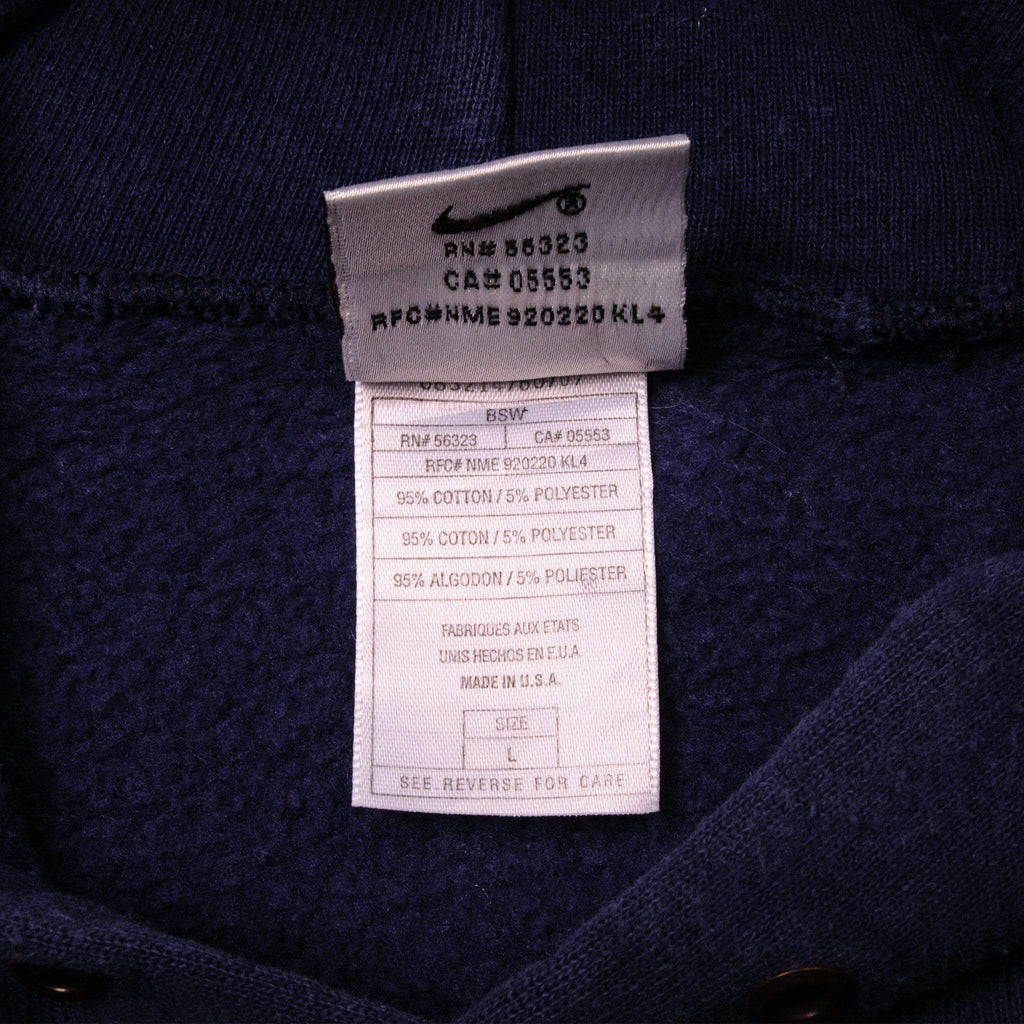 RN# 56323
CA# 05553
RFC#NME 920220 KL4
BSW
RN# 56323 CA# 05553
RFC# NME 920220 KL4
95% COTTON / 5% POLYESTER
95% COTON / 5% POLYESTER
95% ALGODON / 5% POLIESTER
FABRIQUES AUX ETATS
UNIS HECHOS EN E.U.A.
MADE IN U.S.A.
SIZE
L
SEE REVERSE FOR CARE